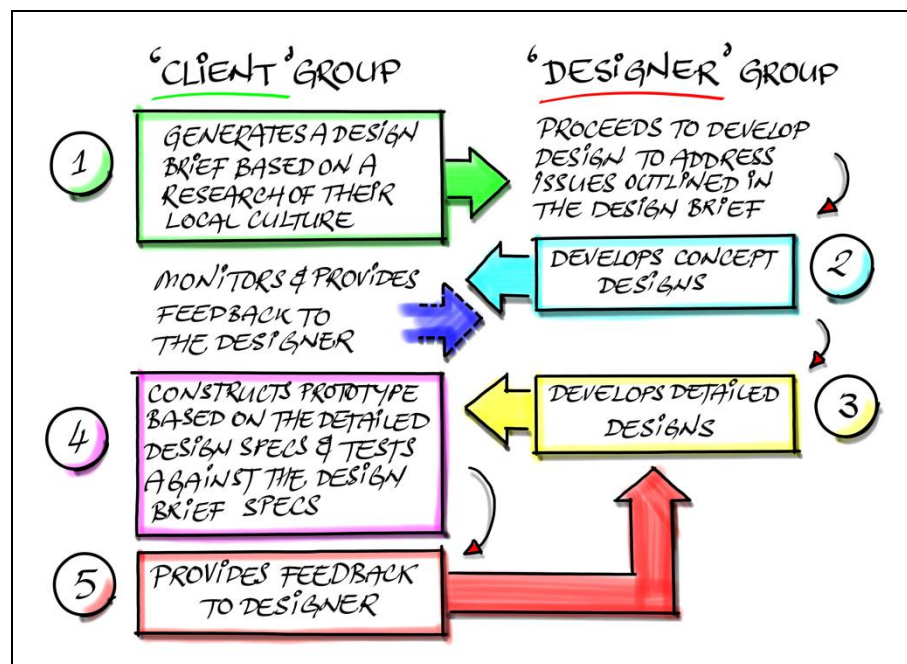 'CLIENT' GROUP
'DESIGNER' GROUP
1
GENERATES A DESIGN
BRIEF BASED ON A
RESEARCH OF THEIR
LOCAL CULTURE
PROCEEDS TO DEVELOP
DESIGN TO ADDRESS
ISSUES OUTLINED IN
THE DESIGN BRIEF
MONITORS & PROVIDES
FEEDBACK TO
THE DESIGNER
DEVELOPS CONCEPT
DESIGNS
2
4
CONSTRUCTS PROTOTYPE
BASED ON THE DETAILED
DESIGN SPECS & TESTS
AGAINST THE DESIGN
BRIEF SPECS
DEVELOPS DETAILED
DESIGNS
3
5
PROVIDES FEEDBACK
TO DESIGNER